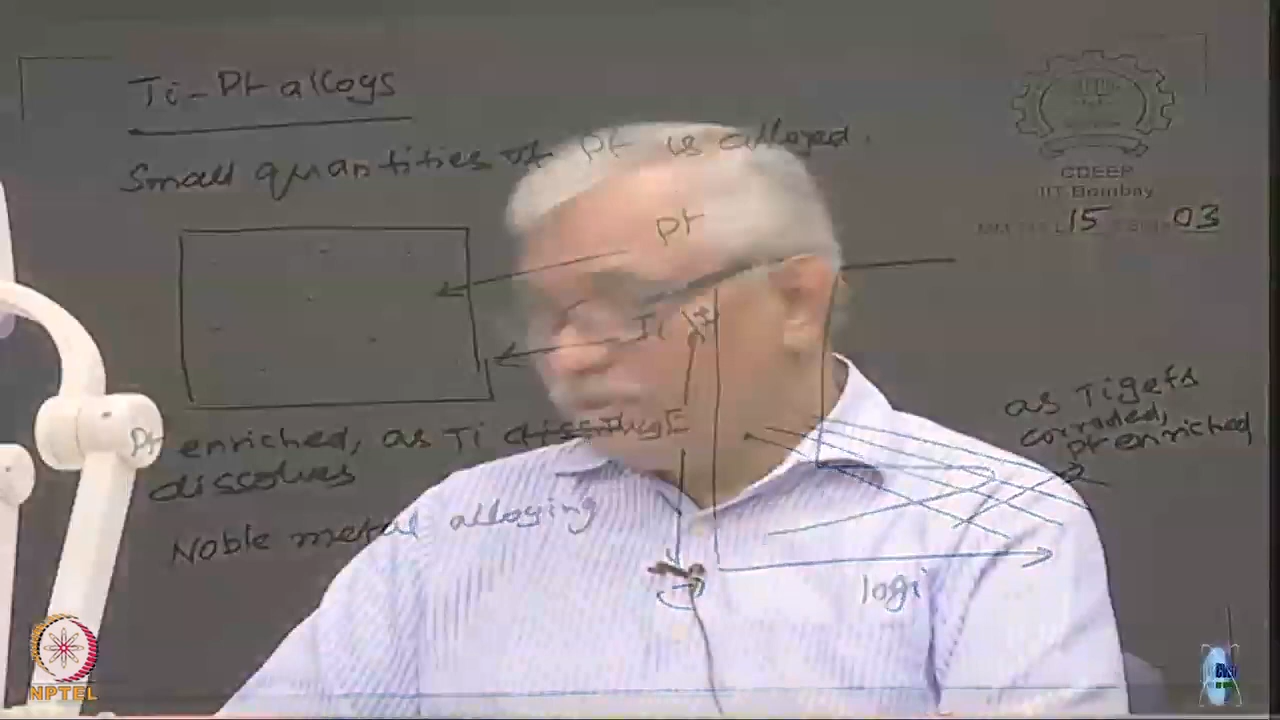 Ti-Pt alloys
Small quantities of Pt is alloyed.
CDEEP
IIT Bombay
L 15 03
Pt
Ti
E
Pt enriched, as Ti
dissolves
Noble metal alloying
as Ti gets
corroded,
Pt enriched
log i
NPTEL